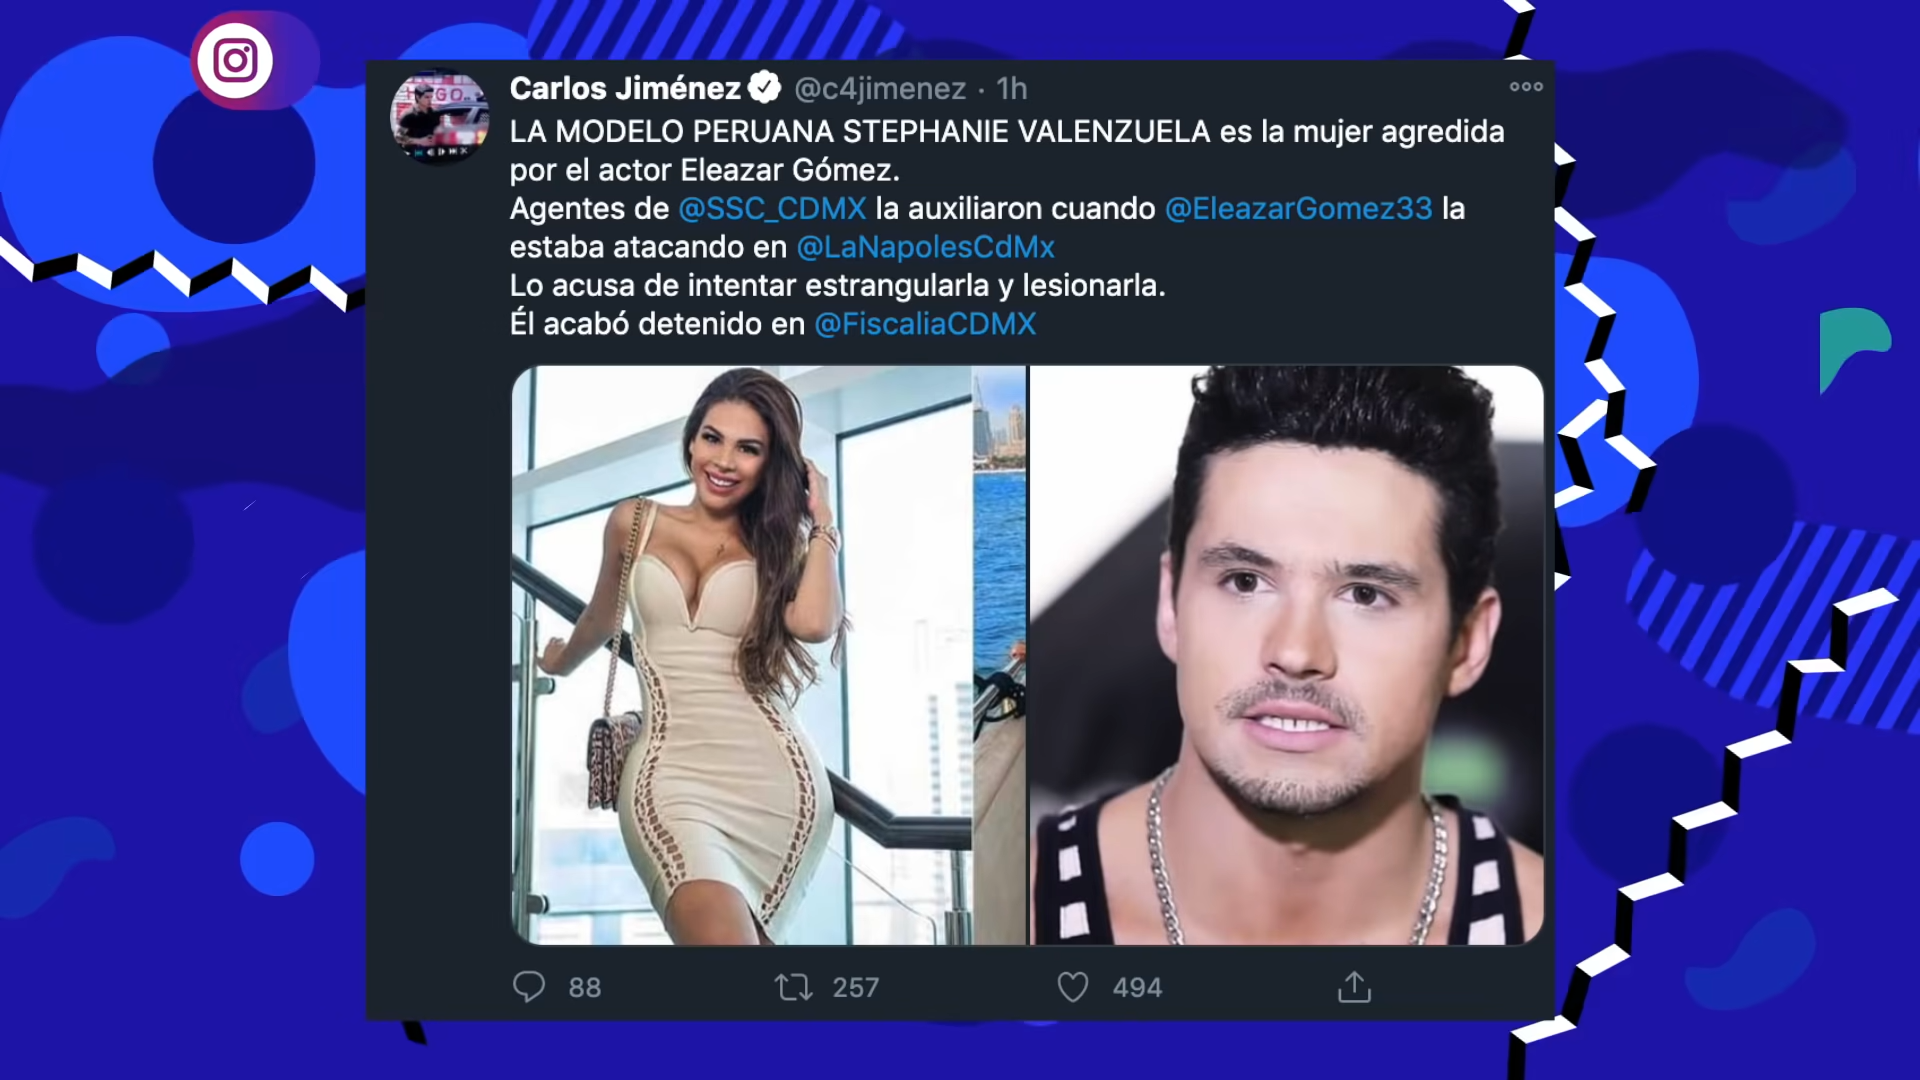 Carlos Jiménez @c4jimenez · 1h
LA MODELO PERUANA STEPHANIE VALENZUELA es la mujer agredida
por el actor Eleazar Gómez.
Agentes de @SSC_CDMX la auxiliaron cuando @EleazarGomez33 la
estaba atacando en @LaNapolesCdMx
Lo acusa de intentar estrangularla y lesionarla.
Él acabó detenido en @FiscaliaCDMX
88 257 494